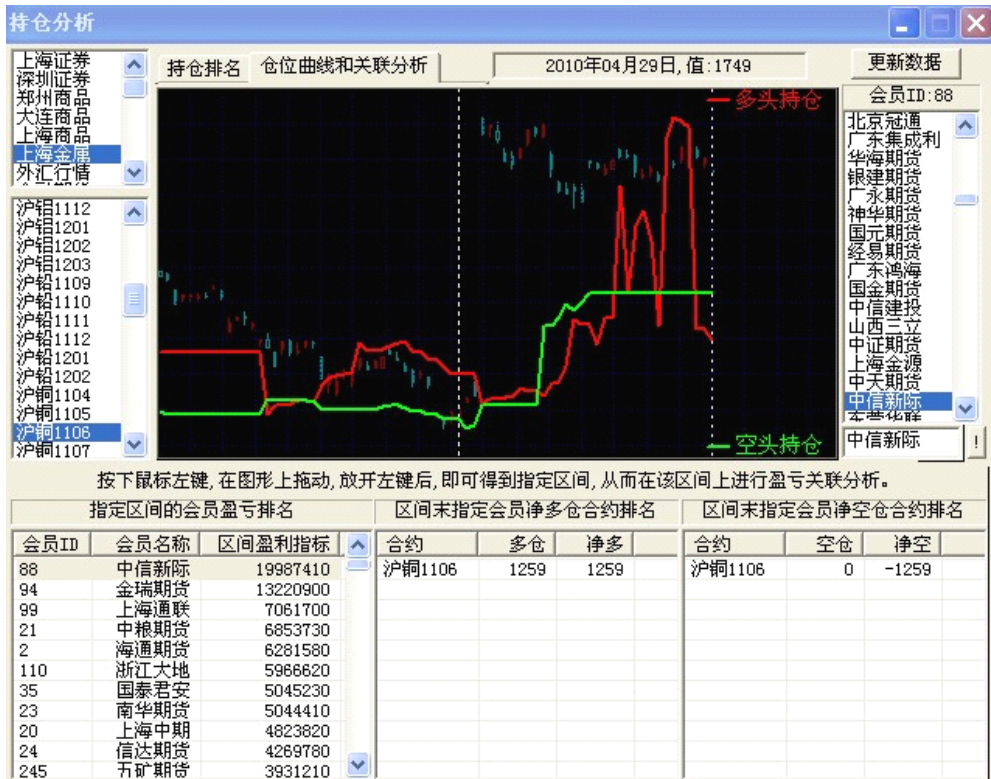 持仓分析
上海证券
深圳证券
郑州商品
大连商品
上海商品
上海金属
外汇行情
持仓排名 仓位曲线和关联分析 2010年04月29日,值:1749 更新数据
会员ID:88
多头持仓
空头持仓
沪铝1112
沪铝1201
沪铝1202
沪铝1203
沪铅1109
沪铅1110
沪铅1111
沪铅1112
沪铅1201
沪铅1202
沪铜1104
沪铜1105
沪铜1106
沪铜1107
北京冠通
广东集成利
华海期货
银建期货
广永期货
神华期货
国元期货
经易期货
广东鸿海
国金期货
中信建投
山西三立
中证期货
上海金源
中天期货
中信新际
东莞华联
中信新际 !
按下鼠标左键,在图形上拖动,放开左键后,即可得到指定区间,从而在该区间上进行盈亏关联分析。
指定区间的会员盈亏排名 区间末指定会员净多仓合约排名 区间末指定会员净空仓合约排名
会员ID 会员名称 区间盈利指标 合约 多仓 净多 合约 空仓 净空
88 中信新际 19987410 沪铜1106 1259 1259 沪铜1106 0 -1259
94 金瑞期货 13220900
99 上海通联 7061700
21 中粮期货 6853730
2 海通期货 6281580
110 浙江大地 5966620
35 国泰君安 5045230
23 南华期货 5044410
20 上海中期 4823820
24 信达期货 4269780
245 五矿期货 3931210